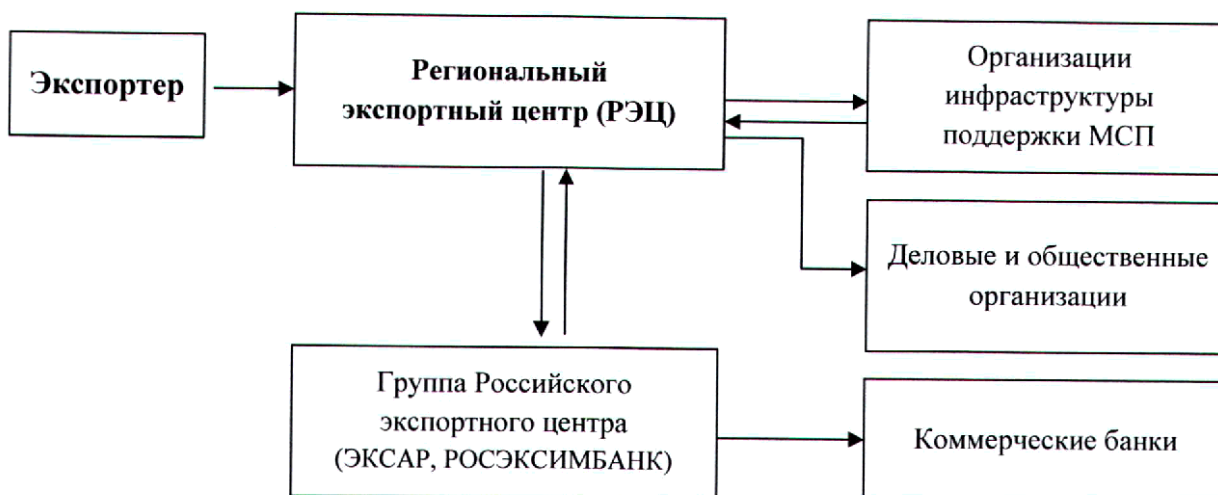 Экспортер
Региональный
экспортный центр (РЭЦ)
Организации
инфраструктуры
поддержки МСП
Деловые и общественные
организации
Группа Российского
экспортного центра
(ЭКСАР, РОСЭКСИМБАНК)
Коммерческие банки